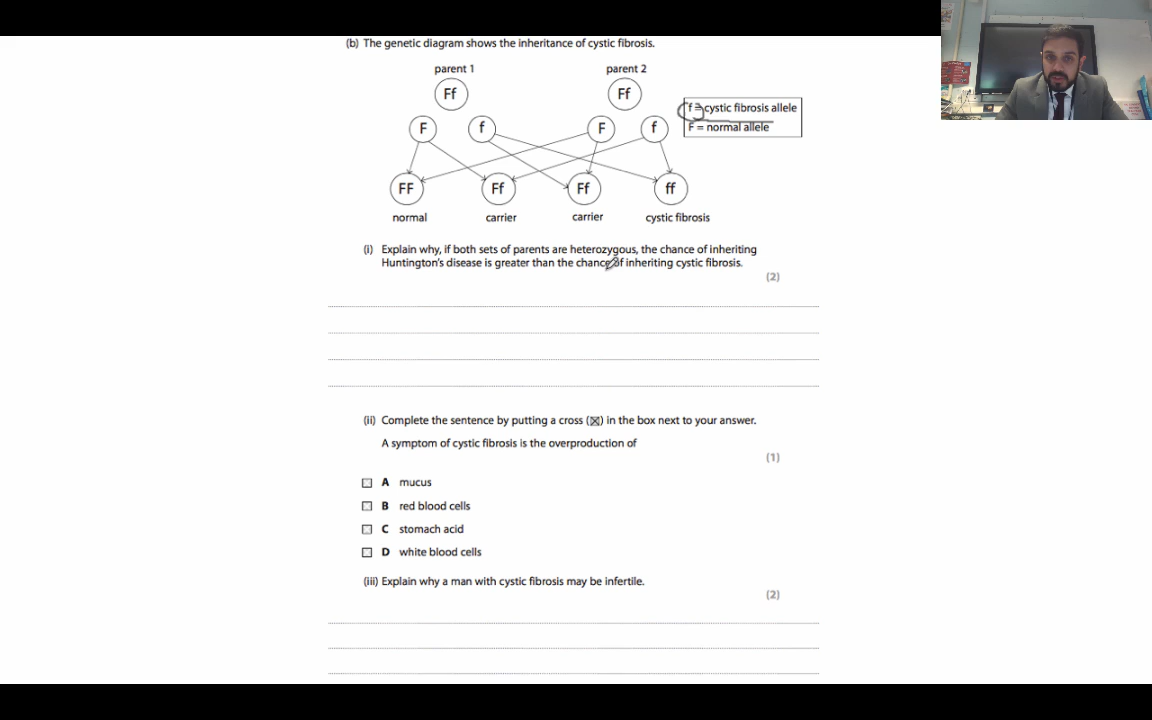 (b) The genetic diagram shows the inheritance of cystic fibrosis.
parent 1 parent 2
Ff Ff
f = cystic fibrosis allele
F = normal allele
F f F f
FF Ff Ff ff
normal carrier carrier cystic fibrosis
(i) Explain why, if both sets of parents are heterozygous, the chance of inheriting
Huntington's disease is greater than the chance of inheriting cystic fibrosis.
(2)
(ii) Complete the sentence by putting a cross (☒) in the box next to your answer.
A symptom of cystic fibrosis is the overproduction of
(1)
A mucus
B red blood cells
C stomach acid
D white blood cells
(iii) Explain why a man with cystic fibrosis may be infertile.
(2)